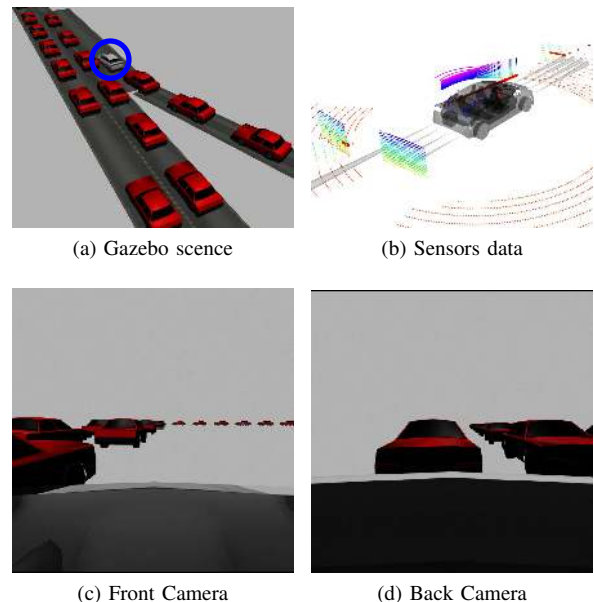 (a) Gazebo scence
(b) Sensors data
(c) Front Camera
(d) Back Camera